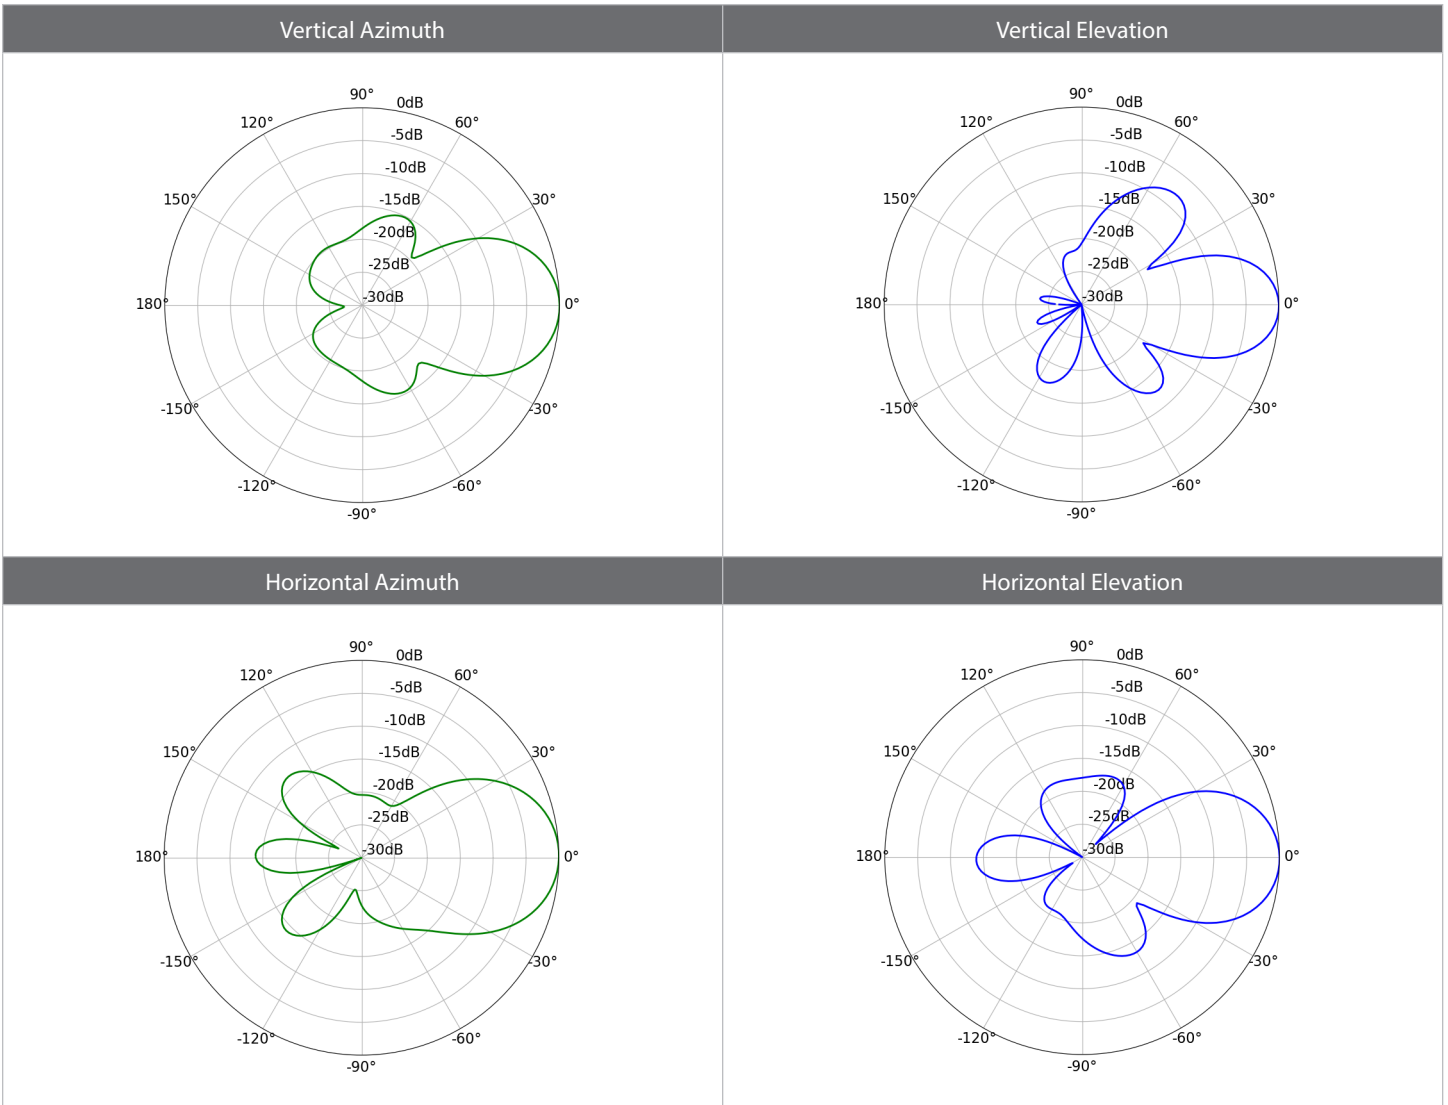 Vertical Azimuth
Vertical Elevation
90°
0dB
120°
60°
-5dB
-10dB
150°
-15dB
30°
-20dB
-25dB
180°
-30dB
0°
-150°
-30°
-120°
-60°
-90°
90°
0dB
120°
60°
-5dB
-10dB
150°
-15dB
30°
-20dB
-25dB
180°
-30dB
0°
-150°
-30°
-120°
-60°
-90°
Horizontal Azimuth
Horizontal Elevation
90°
0dB
120°
60°
-5dB
-10dB
150°
-15dB
30°
-20dB
-25dB
180°
-30dB
0°
-150°
-30°
-120°
-60°
-90°
90°
0dB
120°
60°
-5dB
-10dB
150°
-15dB
30°
-20dB
-25dB
180°
-30dB
0°
-150°
-30°
-120°
-60°
-90°